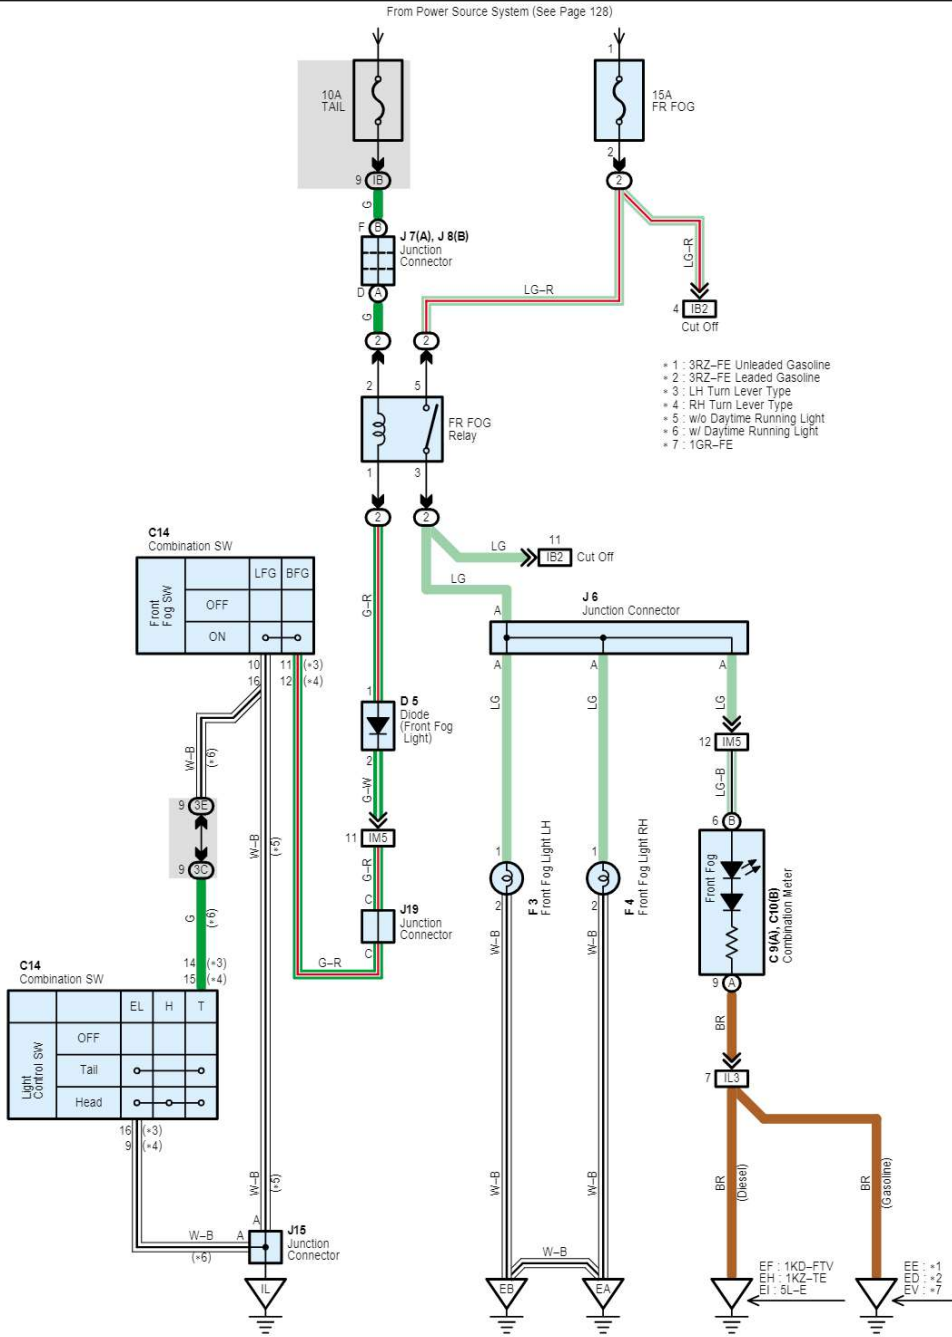 From Power Source System (See Page 128)
10A
TAIL
1
15A
FR FOG
2
9 IB
2
G
F B
J 7(A), J 8(B)
Junction
Connector
D A
G
LG–R
LG–R
4 IB2
Cut Off
2
2
* 1 : 3RZ–FE Unleaded Gasoline
* 2 : 3RZ–FE Leaded Gasoline
* 3 : LH Turn Lever Type
* 4 : RH Turn Lever Type
* 5 : w/o Daytime Running Light
* 6 : w/ Daytime Running Light
* 7 : 1GR–FE
2
5
FR FOG
Relay
1
3
2
2
C14
Combination SW
LFG BFG
Front
Fog SW
OFF
ON
10 11 (*3)
16 12 (*4)
LG
11
IB2 Cut Off
LG
G–R
J 6
Junction Connector
A
A
A
A
LG
LG
LG
1
D 5
Diode
(Front Fog
Light)
2
G–W
11 IM5
G–R
C
J19
Junction
Connector
C
G–R
W–B
(*6)
9 3E
9 3C
W–B
(*5)
G
(*6)
14 (*3)
15 (*4)
12 IM5
LG–B
6 B
Front Fog
C 9(A), C10(B)
Combination Meter
9 A
1
F 3
Front Fog Light LH
2
1
F 4
Front Fog Light RH
2
W–B
W–B
BR
7 IL3
C14
Combination SW
EL H T
Light
Control SW
OFF
Tail
Head
16 (*3)
9 (*4)
W–B
(*5)
W–B
W–B
BR
(Diesel)
BR
(Gasoline)
A
W–B
A
(*6)
J15
Junction
Connector
W–B
IL
EB
EA
EF : 1KD–FTV
EH : 1KZ–TE
EI : 5L–E
EE : *1
ED : *2
EV : *7